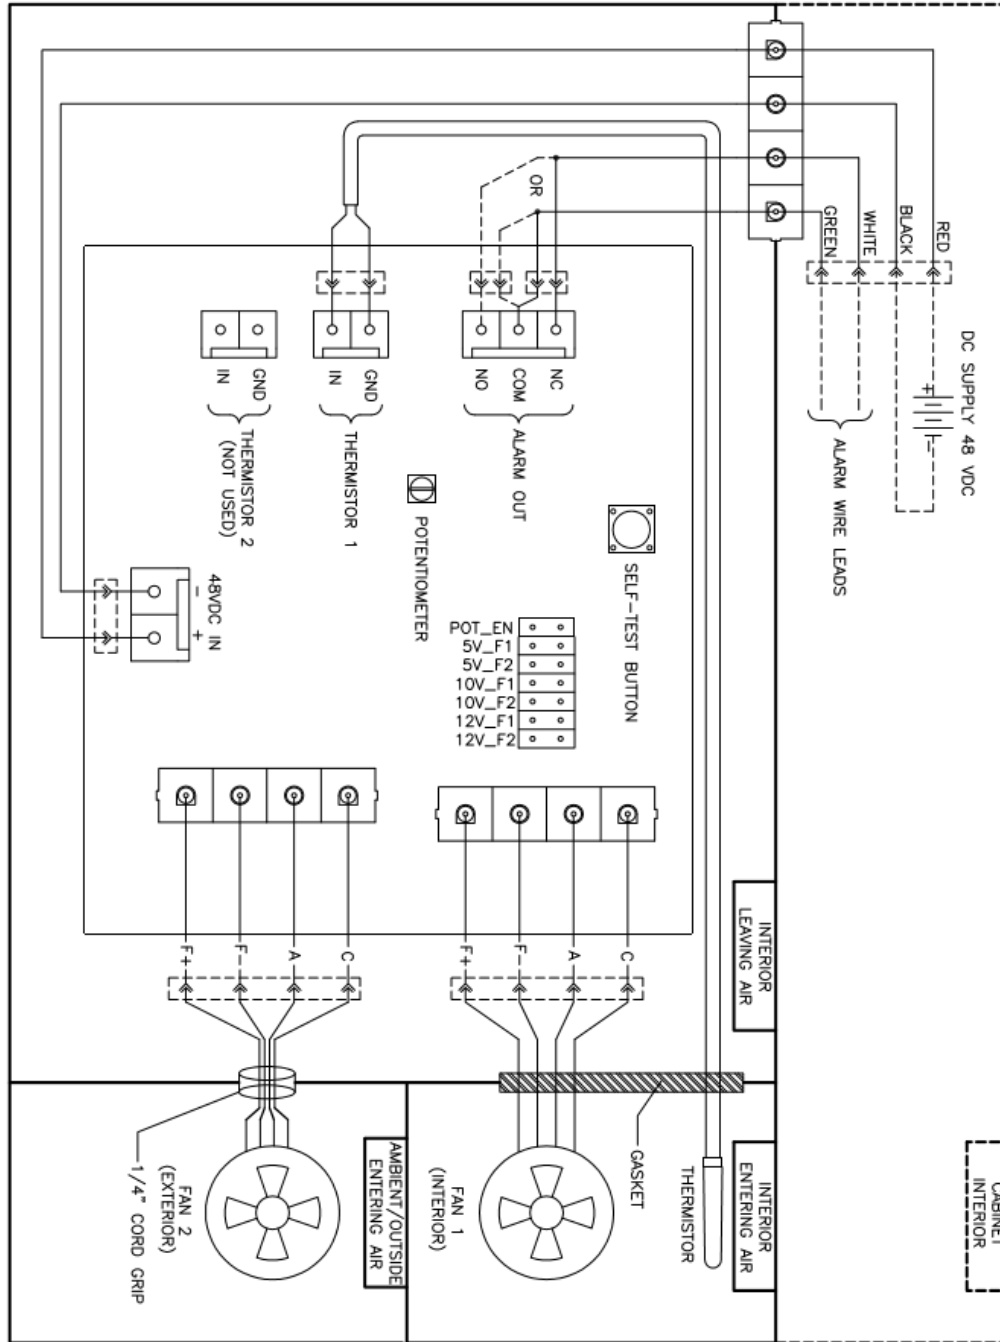 RED
BLACK
WHITE
GREEN
DC SUPPLY 48 VDC
+
-
ALARM WIRE LEADS
OR
NO
COM
NC
ALARM OUT
IN
GND
THERMISTOR 1
IN
GND
THERMISTOR 2
(NOT USED)
POTENTIOMETER
SELF-TEST BUTTON
48VDC IN
-
+
POT_EN
5V_F1
5V_F2
10V_F1
10V_F2
12V_F1
12V_F2
F+
F-
A
C
F+
F-
A
C
INTERIOR
LEAVING AIR
GASKET
THERMISTOR
INTERIOR
ENTERING AIR
FAN 1
(INTERIOR)
AMBIENT/OUTSIDE
ENTERING AIR
FAN 2
(EXTERIOR)
1/4" CORD GRIP
CABINET
INTERIOR